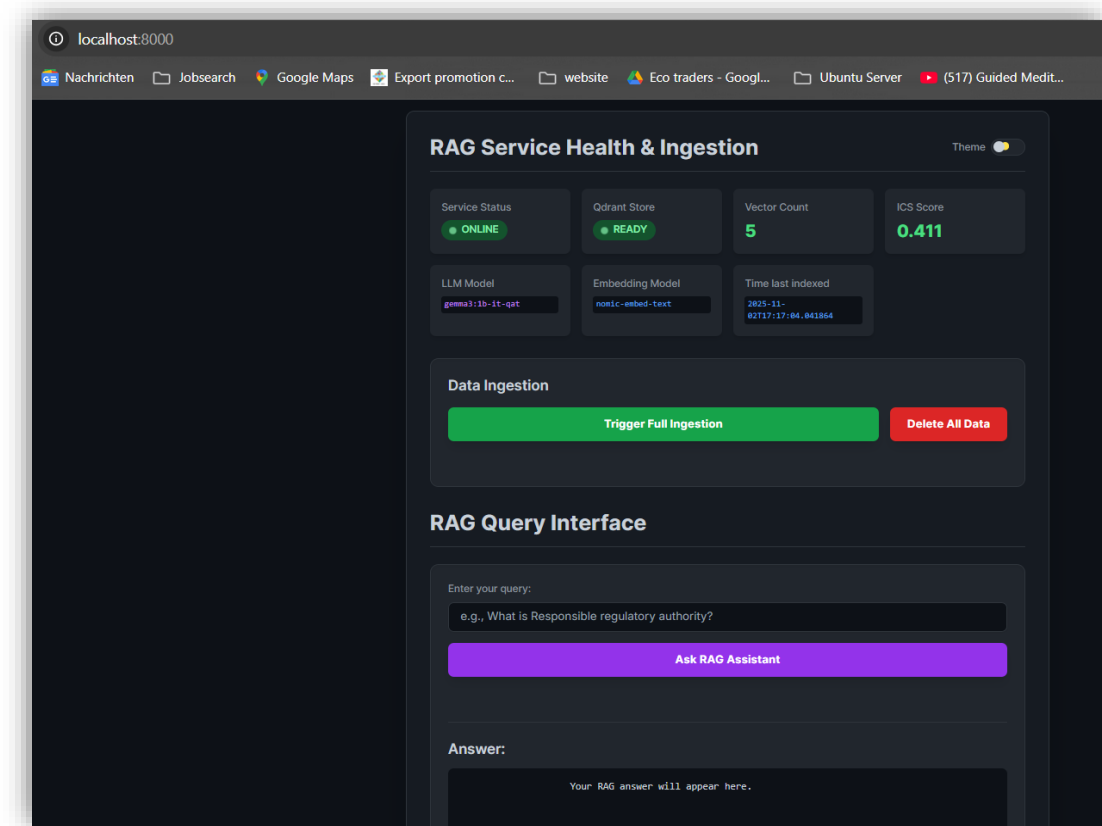 localhost:8000
Nachrichten Jobsearch Google Maps Export promotion c... website Eco traders - Googl... Ubuntu Server (517) Guided Medit...
RAG Service Health & Ingestion
Theme
Service Status
ONLINE
Qdrant Store
READY
Vector Count
5
ICS Score
0.411
LLM Model
gemma3:1b-it-qat
Embedding Model
nomic-embed-text
Time last indexed
2025-11-
02T17:17:04.041864
Data Ingestion
Trigger Full Ingestion
Delete All Data
RAG Query Interface
Enter your query:
e.g., What is Responsible regulatory authority?
Ask RAG Assistant
Answer:
Your RAG answer will appear here.